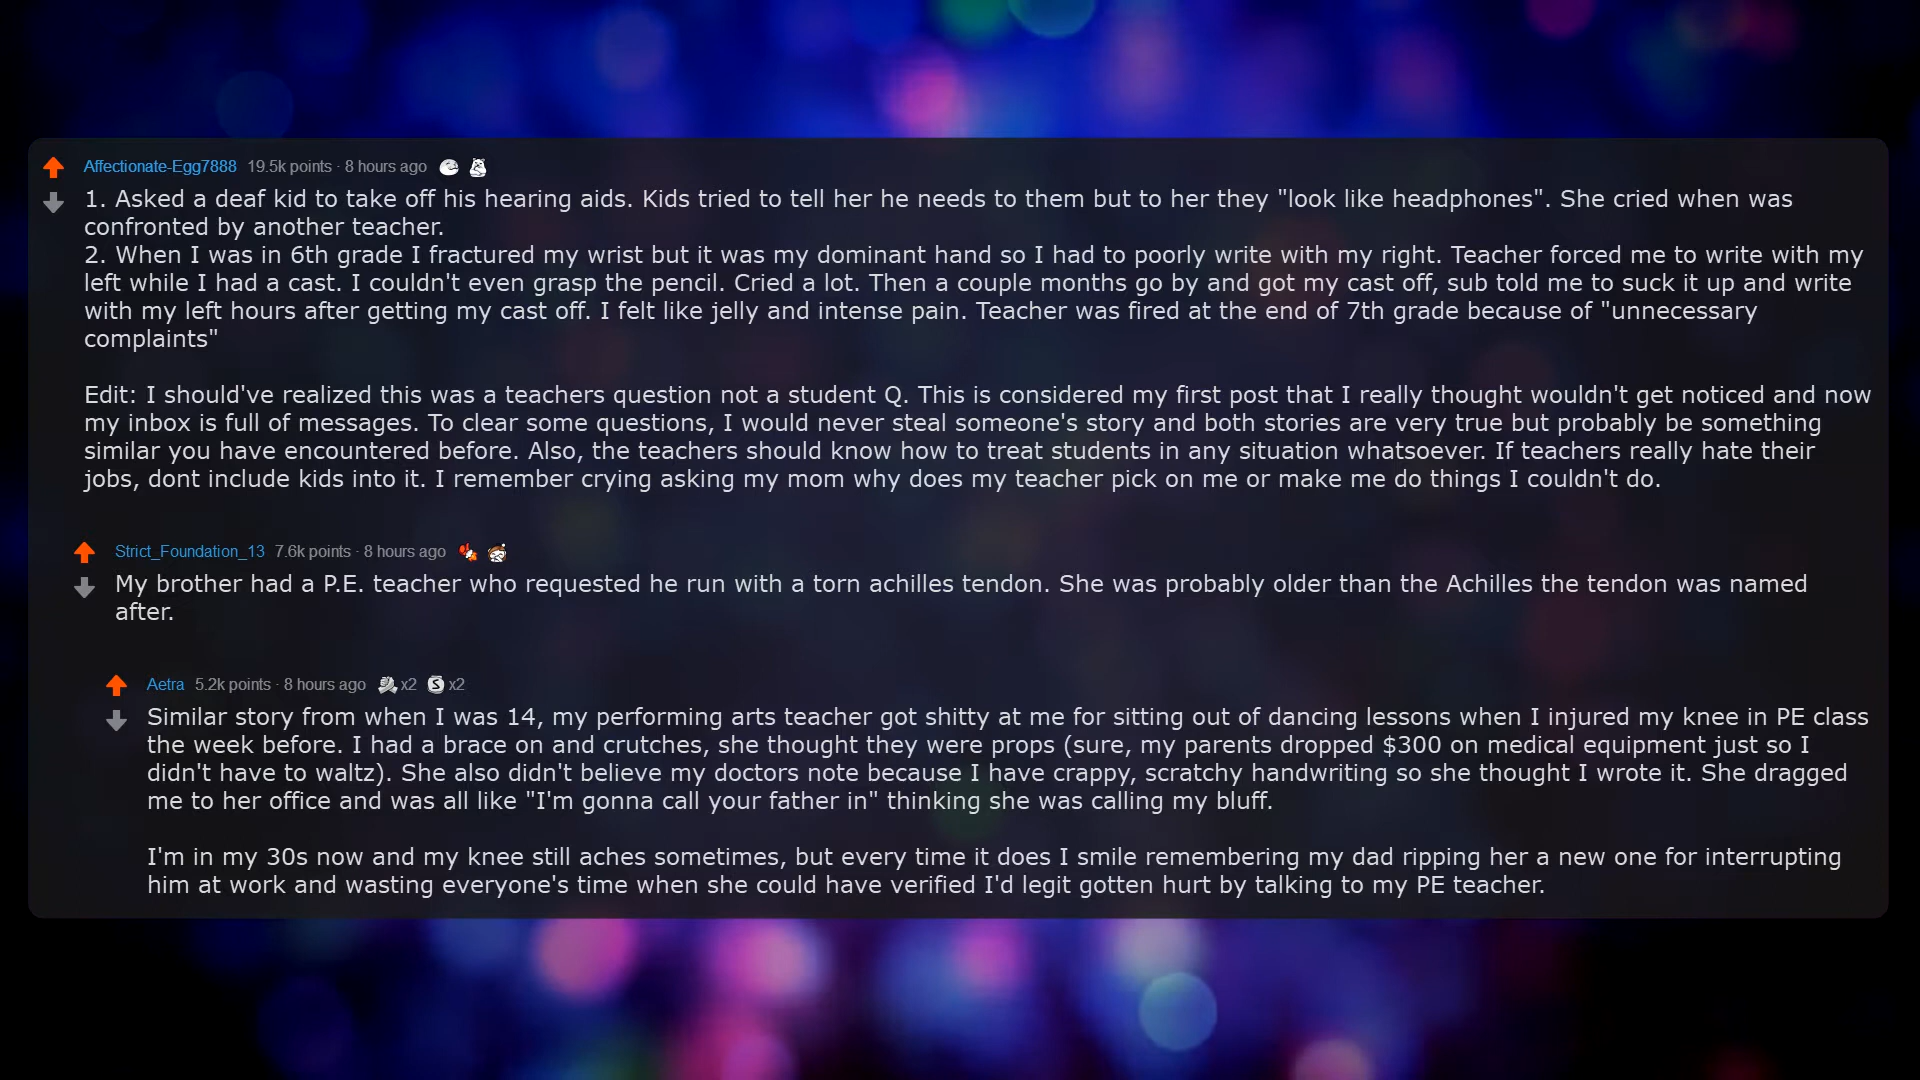 Affectionate-Egg7888 19.5k points · 8 hours ago
1. Asked a deaf kid to take off his hearing aids. Kids tried to tell her he needs to them but to her they "look like headphones". She cried when was
confronted by another teacher.
2. When I was in 6th grade I fractured my wrist but it was my dominant hand so I had to poorly write with my right. Teacher forced me to write with my
left while I had a cast. I couldn't even grasp the pencil. Cried a lot. Then a couple months go by and got my cast off, sub told me to suck it up and write
with my left hours after getting my cast off. I felt like jelly and intense pain. Teacher was fired at the end of 7th grade because of "unnecessary
complaints"
Edit: I should've realized this was a teachers question not a student Q. This is considered my first post that I really thought wouldn't get noticed and now
my inbox is full of messages. To clear some questions, I would never steal someone's story and both stories are very true but probably be something
similar you have encountered before. Also, the teachers should know how to treat students in any situation whatsoever. If teachers really hate their
jobs, dont include kids into it. I remember crying asking my mom why does my teacher pick on me or make me do things I couldn't do.
Strict_Foundation_13 7.6k points · 8 hours ago
My brother had a P.E. teacher who requested he run with a torn achilles tendon. She was probably older than the Achilles the tendon was named
after.
Aetra 5.2k points · 8 hours ago x2 S x2
Similar story from when I was 14, my performing arts teacher got shitty at me for sitting out of dancing lessons when I injured my knee in PE class
the week before. I had a brace on and crutches, she thought they were props (sure, my parents dropped $300 on medical equipment just so I
didn't have to waltz). She also didn't believe my doctors note because I have crappy, scratchy handwriting so she thought I wrote it. She dragged
me to her office and was all like "I'm gonna call your father in" thinking she was calling my bluff.
I'm in my 30s now and my knee still aches sometimes, but every time it does I smile remembering my dad ripping her a new one for interrupting
him at work and wasting everyone's time when she could have verified I'd legit gotten hurt by talking to my PE teacher.